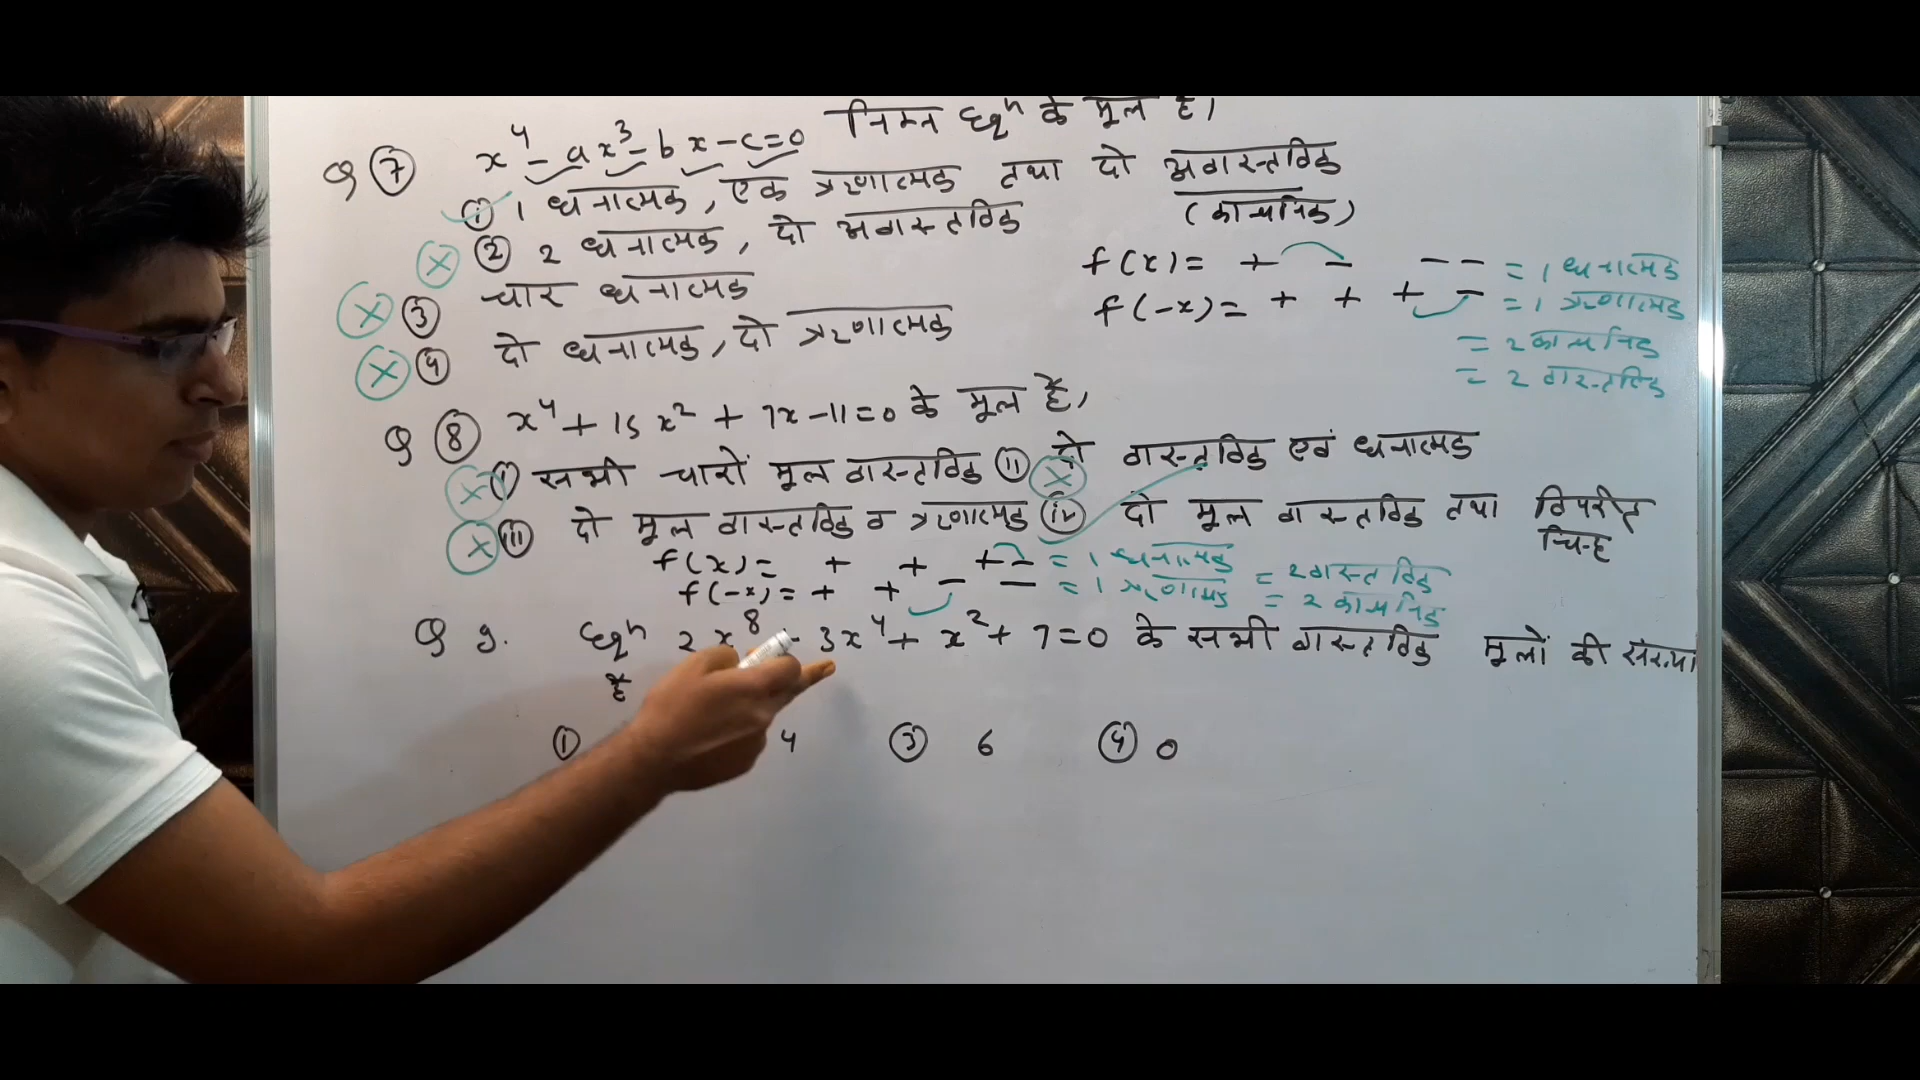 निम्न Eqⁿ के मूल है।
Q ⑦ x⁴ - ax³ - bx - c = 0
① 1 धनात्मक, एक ऋणात्मक तथा दो अवास्तविक
(काल्पनिक)
② 2 धनात्मक, दो अवास्तविक
③ चार धनात्मक
④ दो धनात्मक, दो ऋणात्मक
f(x) = + - - - = 1 धनात्मक
f(-x) = + + + - = 1 ऋणात्मक
= 2 काल्पनिक
= 2 वास्तविक
Q ⑧ x⁴ + 15x² + 7x - 11 = 0 के मूल हैं,
① सभी चारों मूल वास्तविक ⑪ दो वास्तविक एवं धनात्मक
ⅲ दो मूल वास्तविक व ऋणात्मक ⅳ दो मूल वास्तविक तथा विपरीत चिन्ह
f(x) = + + + - = 1 धनात्मक
f(-x) = + + - - = 1 ऋणात्मक = 2 वास्तविक
= 2 काल्पनिक
Q 9. Eqⁿ 2x⁸ - 3x⁴ + x² + 7 = 0 के सभी वास्तविक मूलों की संख्या
है
① 4 ③ 6 ④ 0